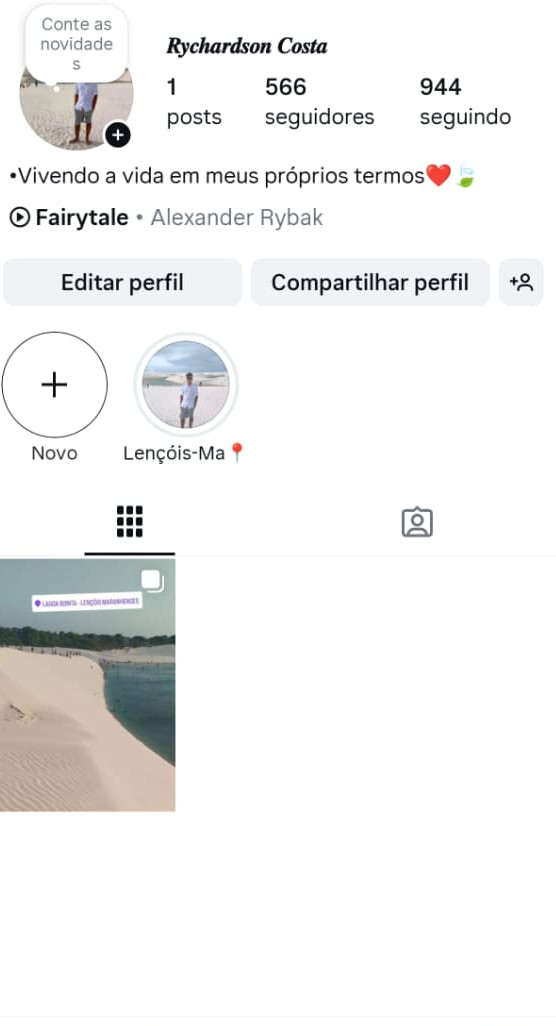 Conte as
novidade
s
Rychardson Costa
1
566
944
posts
seguidores
seguindo
•Vivendo a vida em meus próprios termos❤️🍃
Fairytale • Alexander Rybak
Editar perfil
Compartilhar perfil
Novo
Lençóis-Ma📍
LAGOA BONITA - LENÇÓIS MARANHENSES